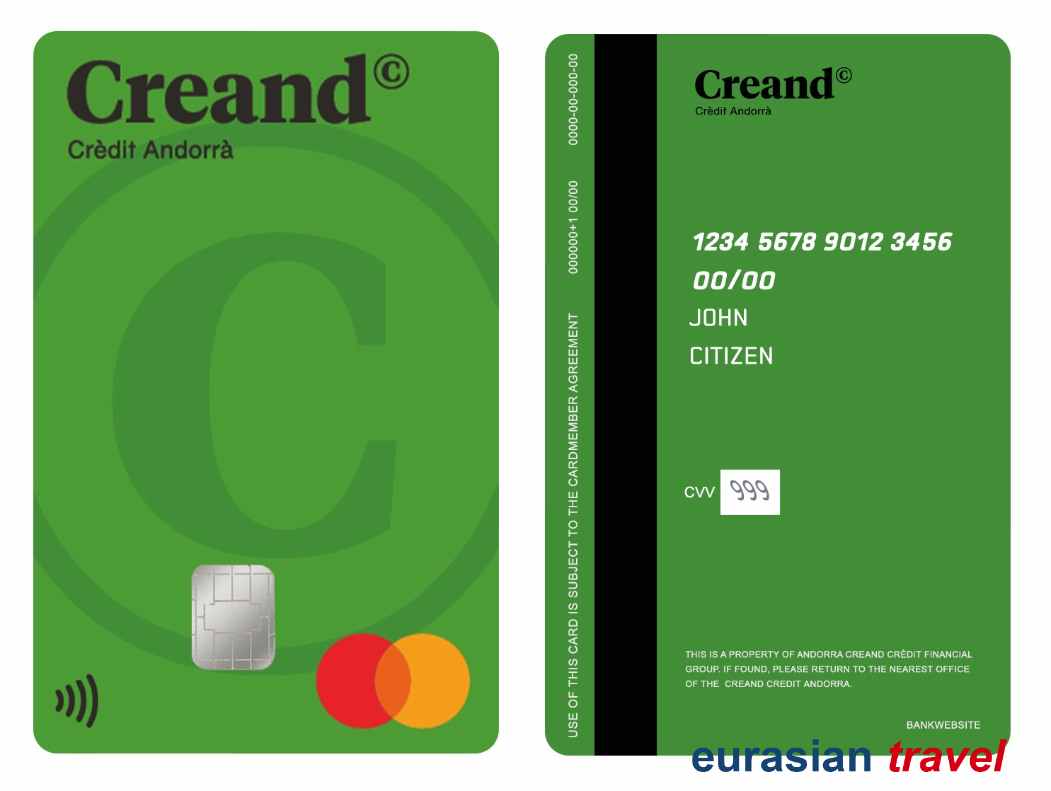 Creand©
Crèdit Andorrà
Creand©
Crèdit Andorrà
USE OF THIS CARD IS SUBJECT TO THE CARDMEMBER AGREEMENT 000000+1 00/00 0000-00-000-00
1234 5678 9012 3456
00/00
JOHN
CITIZEN
CVV 999
THIS IS A PROPERTY OF ANDORRA CREAND CRÈDIT FINANCIAL
GROUP. IF FOUND, PLEASE RETURN TO THE NEAREST OFFICE
OF THE CREAND CREDIT ANDORRA.
BANKWEBSITE
eurasian travel